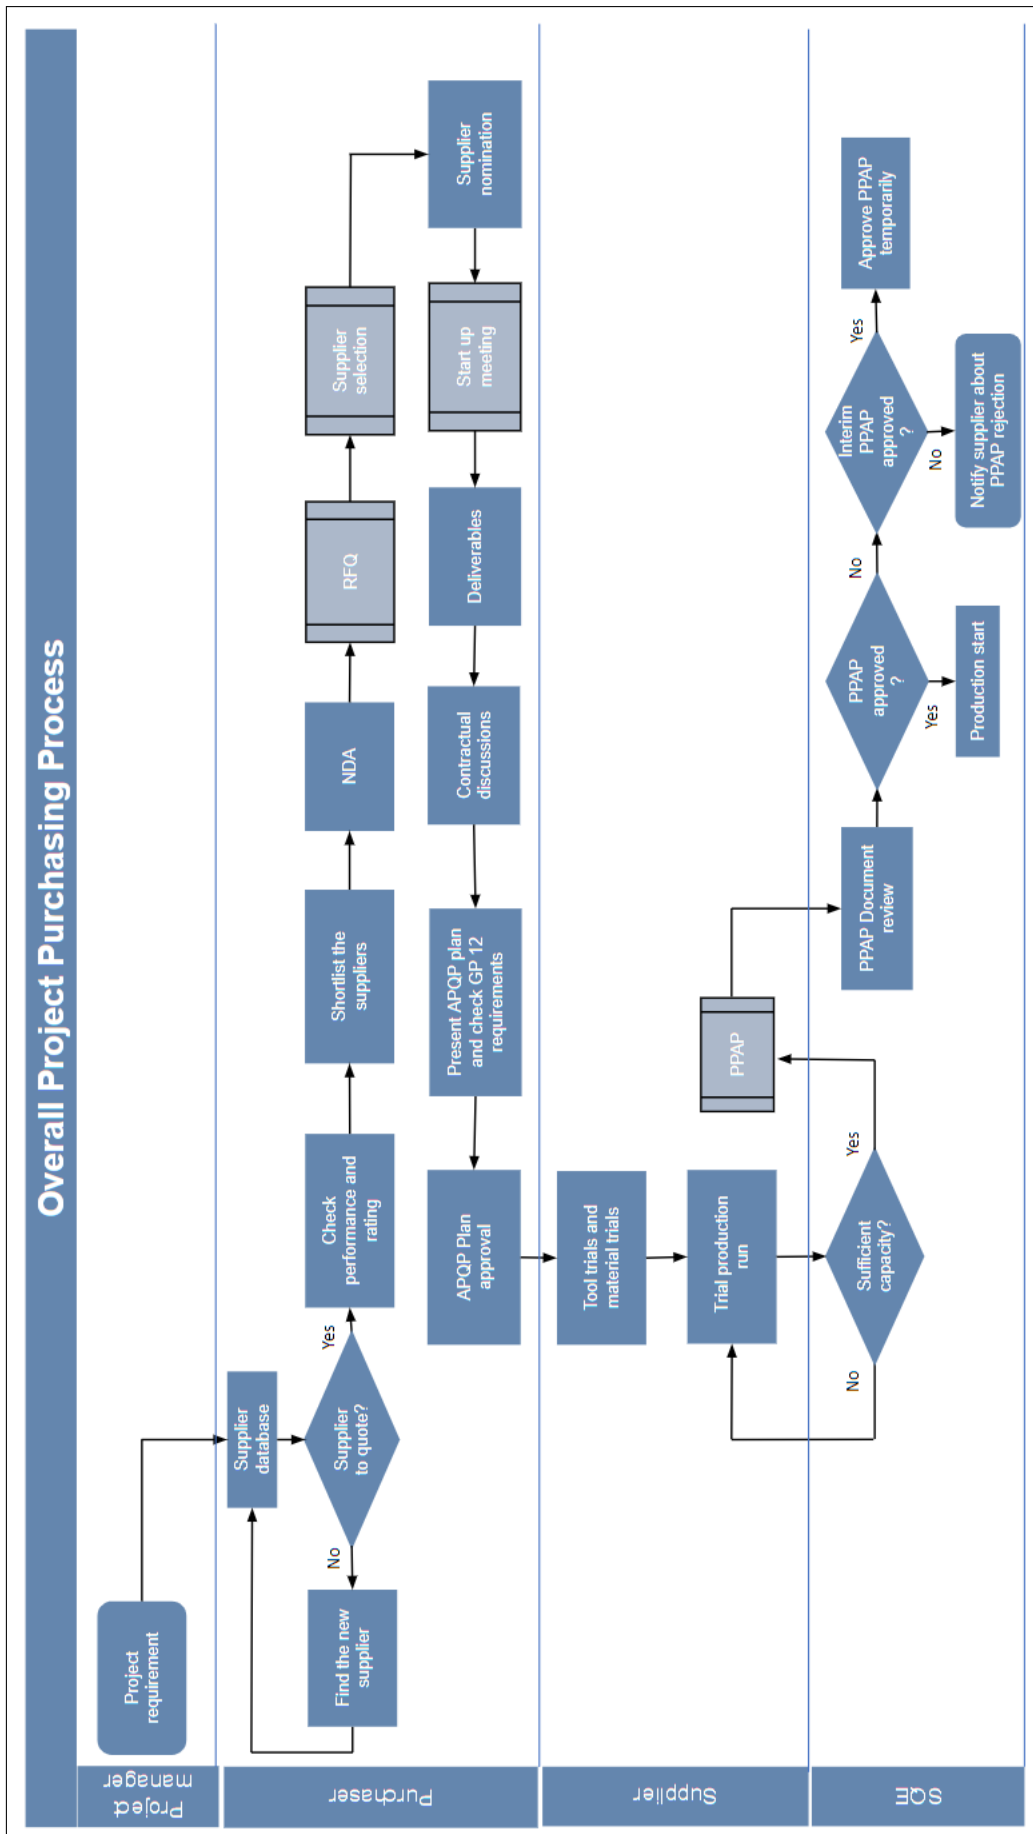 Overall Project Purchasing Process
Project
manager
Project
requirement
Purchaser
Supplier
database
Supplier
to quote?
No
Find the new
supplier
Yes
Check
performance and
rating
Shortlist the
suppliers
NDA
RFQ
Supplier
selection
Supplier
nomination
Start up
meeting
Deliverables
Contractual
discussions
Present APQP plan
and check GP 12
requirements
APQP Plan
approval
Supplier
Tool trials and
material trials
Trial production
run
PPAP
SQE
Sufficient
capacity?
No
Yes
PPAP Document
review
PPAP
approved
?
Yes
Production start
No
Interim
PPAP
approved
?
Yes
Approve PPAP
temporarily
No
Notify supplier about
PPAP rejection